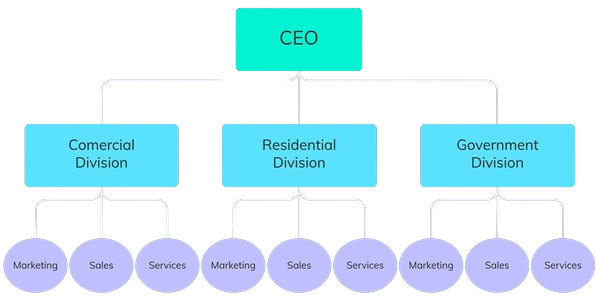 CEO
Comercial
Division
Residential
Division
Government
Division
Marketing
Sales
Services
Marketing
Sales
Services
Marketing
Sales
Services